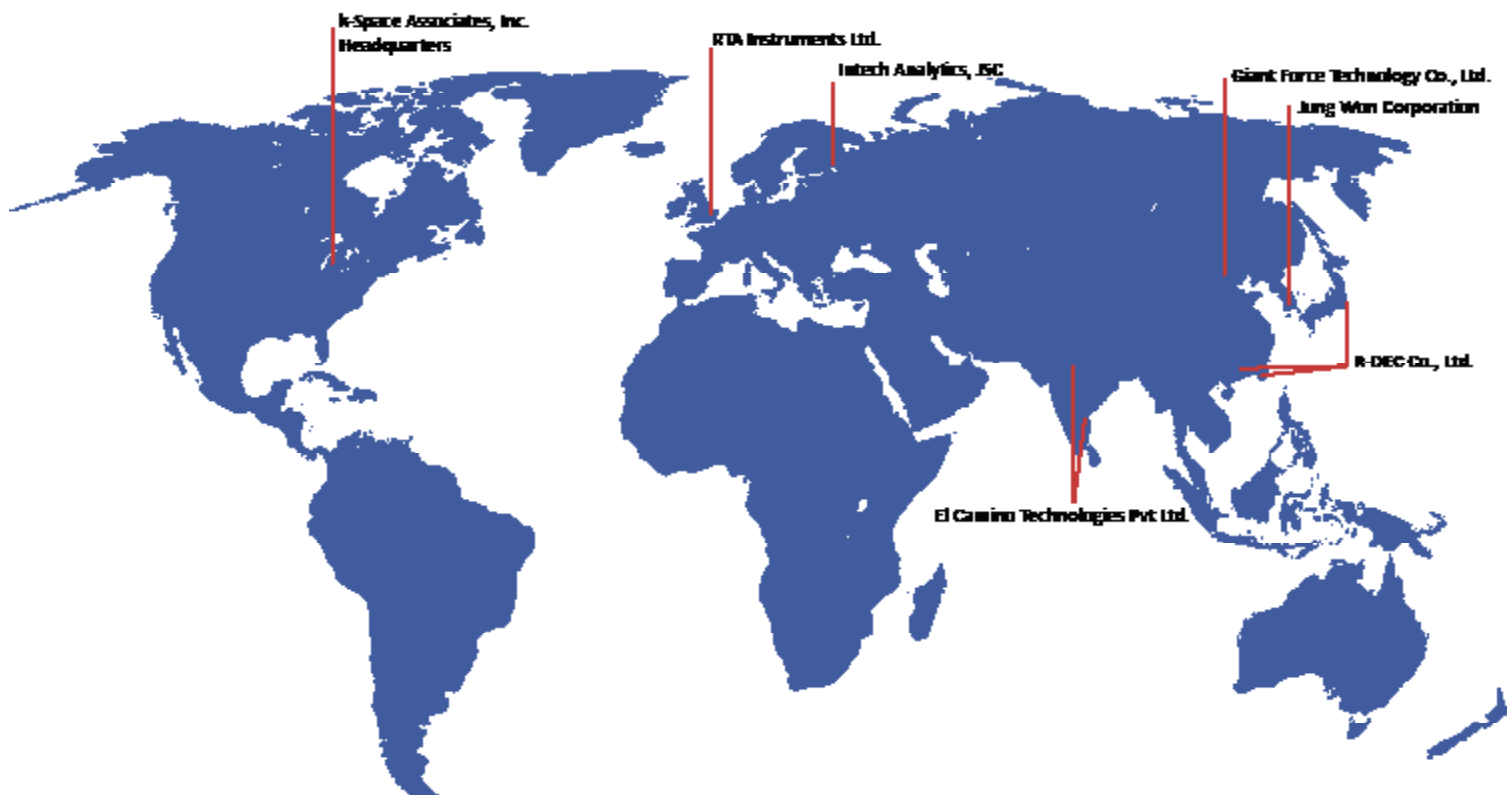 k-Space Associates, Inc.
Headquarters
RTA Instruments Ltd.
Intech Analytics, JSC
Giant Force Technology Co., Ltd.
Jung Won Corporation
R-DEC Co., Ltd.
El Camino Technologies Pvt Ltd.